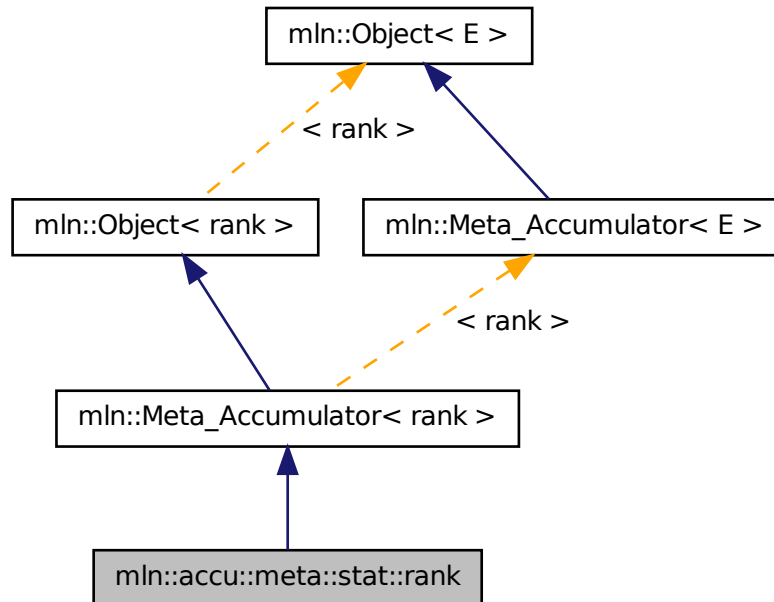 mln::Object< E >
< rank >
mln::Object< rank >
mln::Meta_Accumulator< E >
< rank >
mln::Meta_Accumulator< rank >
mln::accu::meta::stat::rank